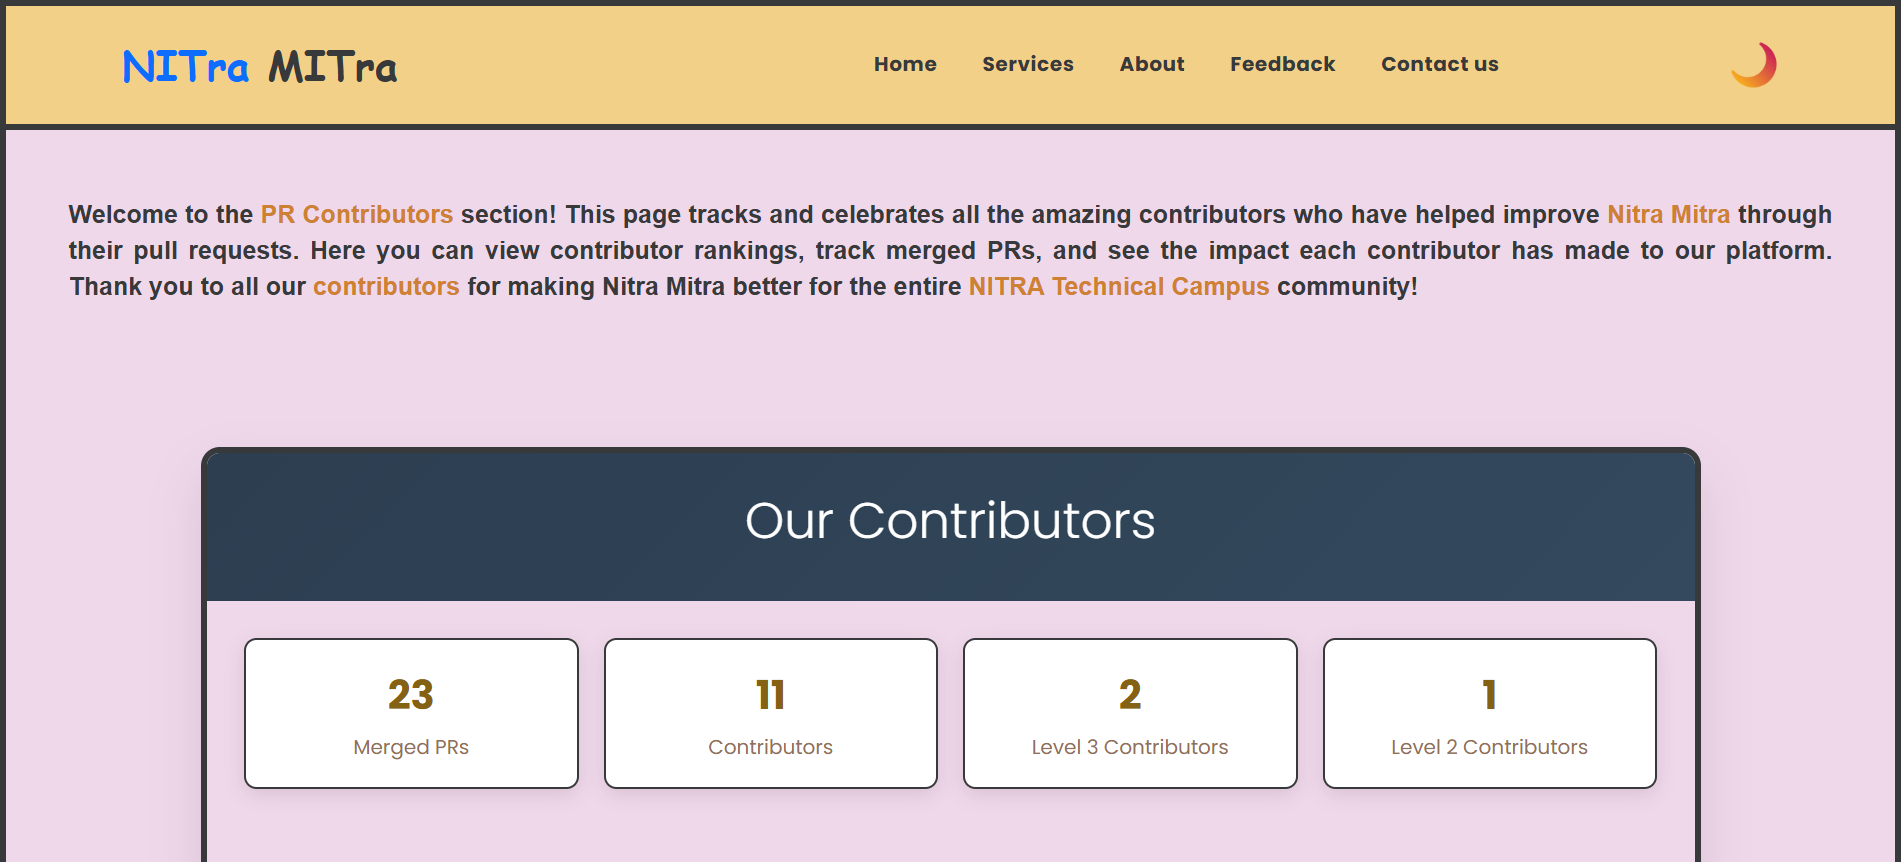 NITra MITra
Home Services About Feedback Contact us
Welcome to the PR Contributors section! This page tracks and celebrates all the amazing contributors who have helped improve Nitra Mitra through
their pull requests. Here you can view contributor rankings, track merged PRs, and see the impact each contributor has made to our platform.
Thank you to all our contributors for making Nitra Mitra better for the entire NITRA Technical Campus community!
Our Contributors
23
Merged PRs
11
Contributors
2
Level 3 Contributors
1
Level 2 Contributors